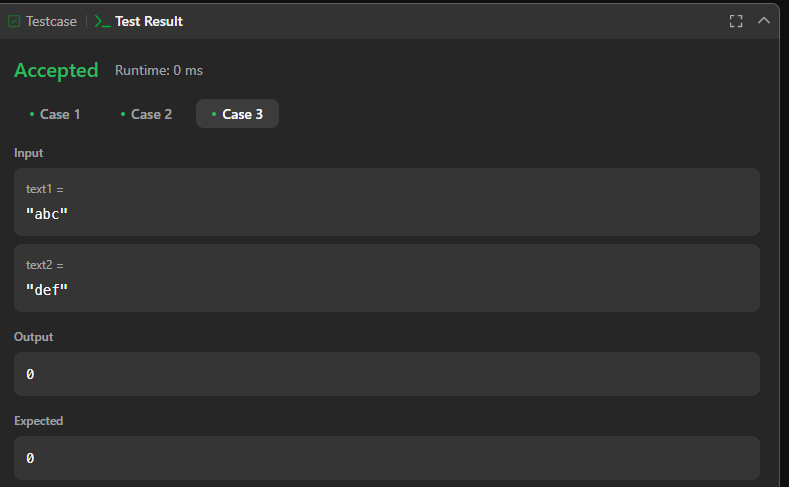 Testcase | >_ Test Result
Accepted Runtime: 0 ms
• Case 1 • Case 2 • Case 3
Input
text1 =
"abc"
text2 =
"def"
Output
0
Expected
0